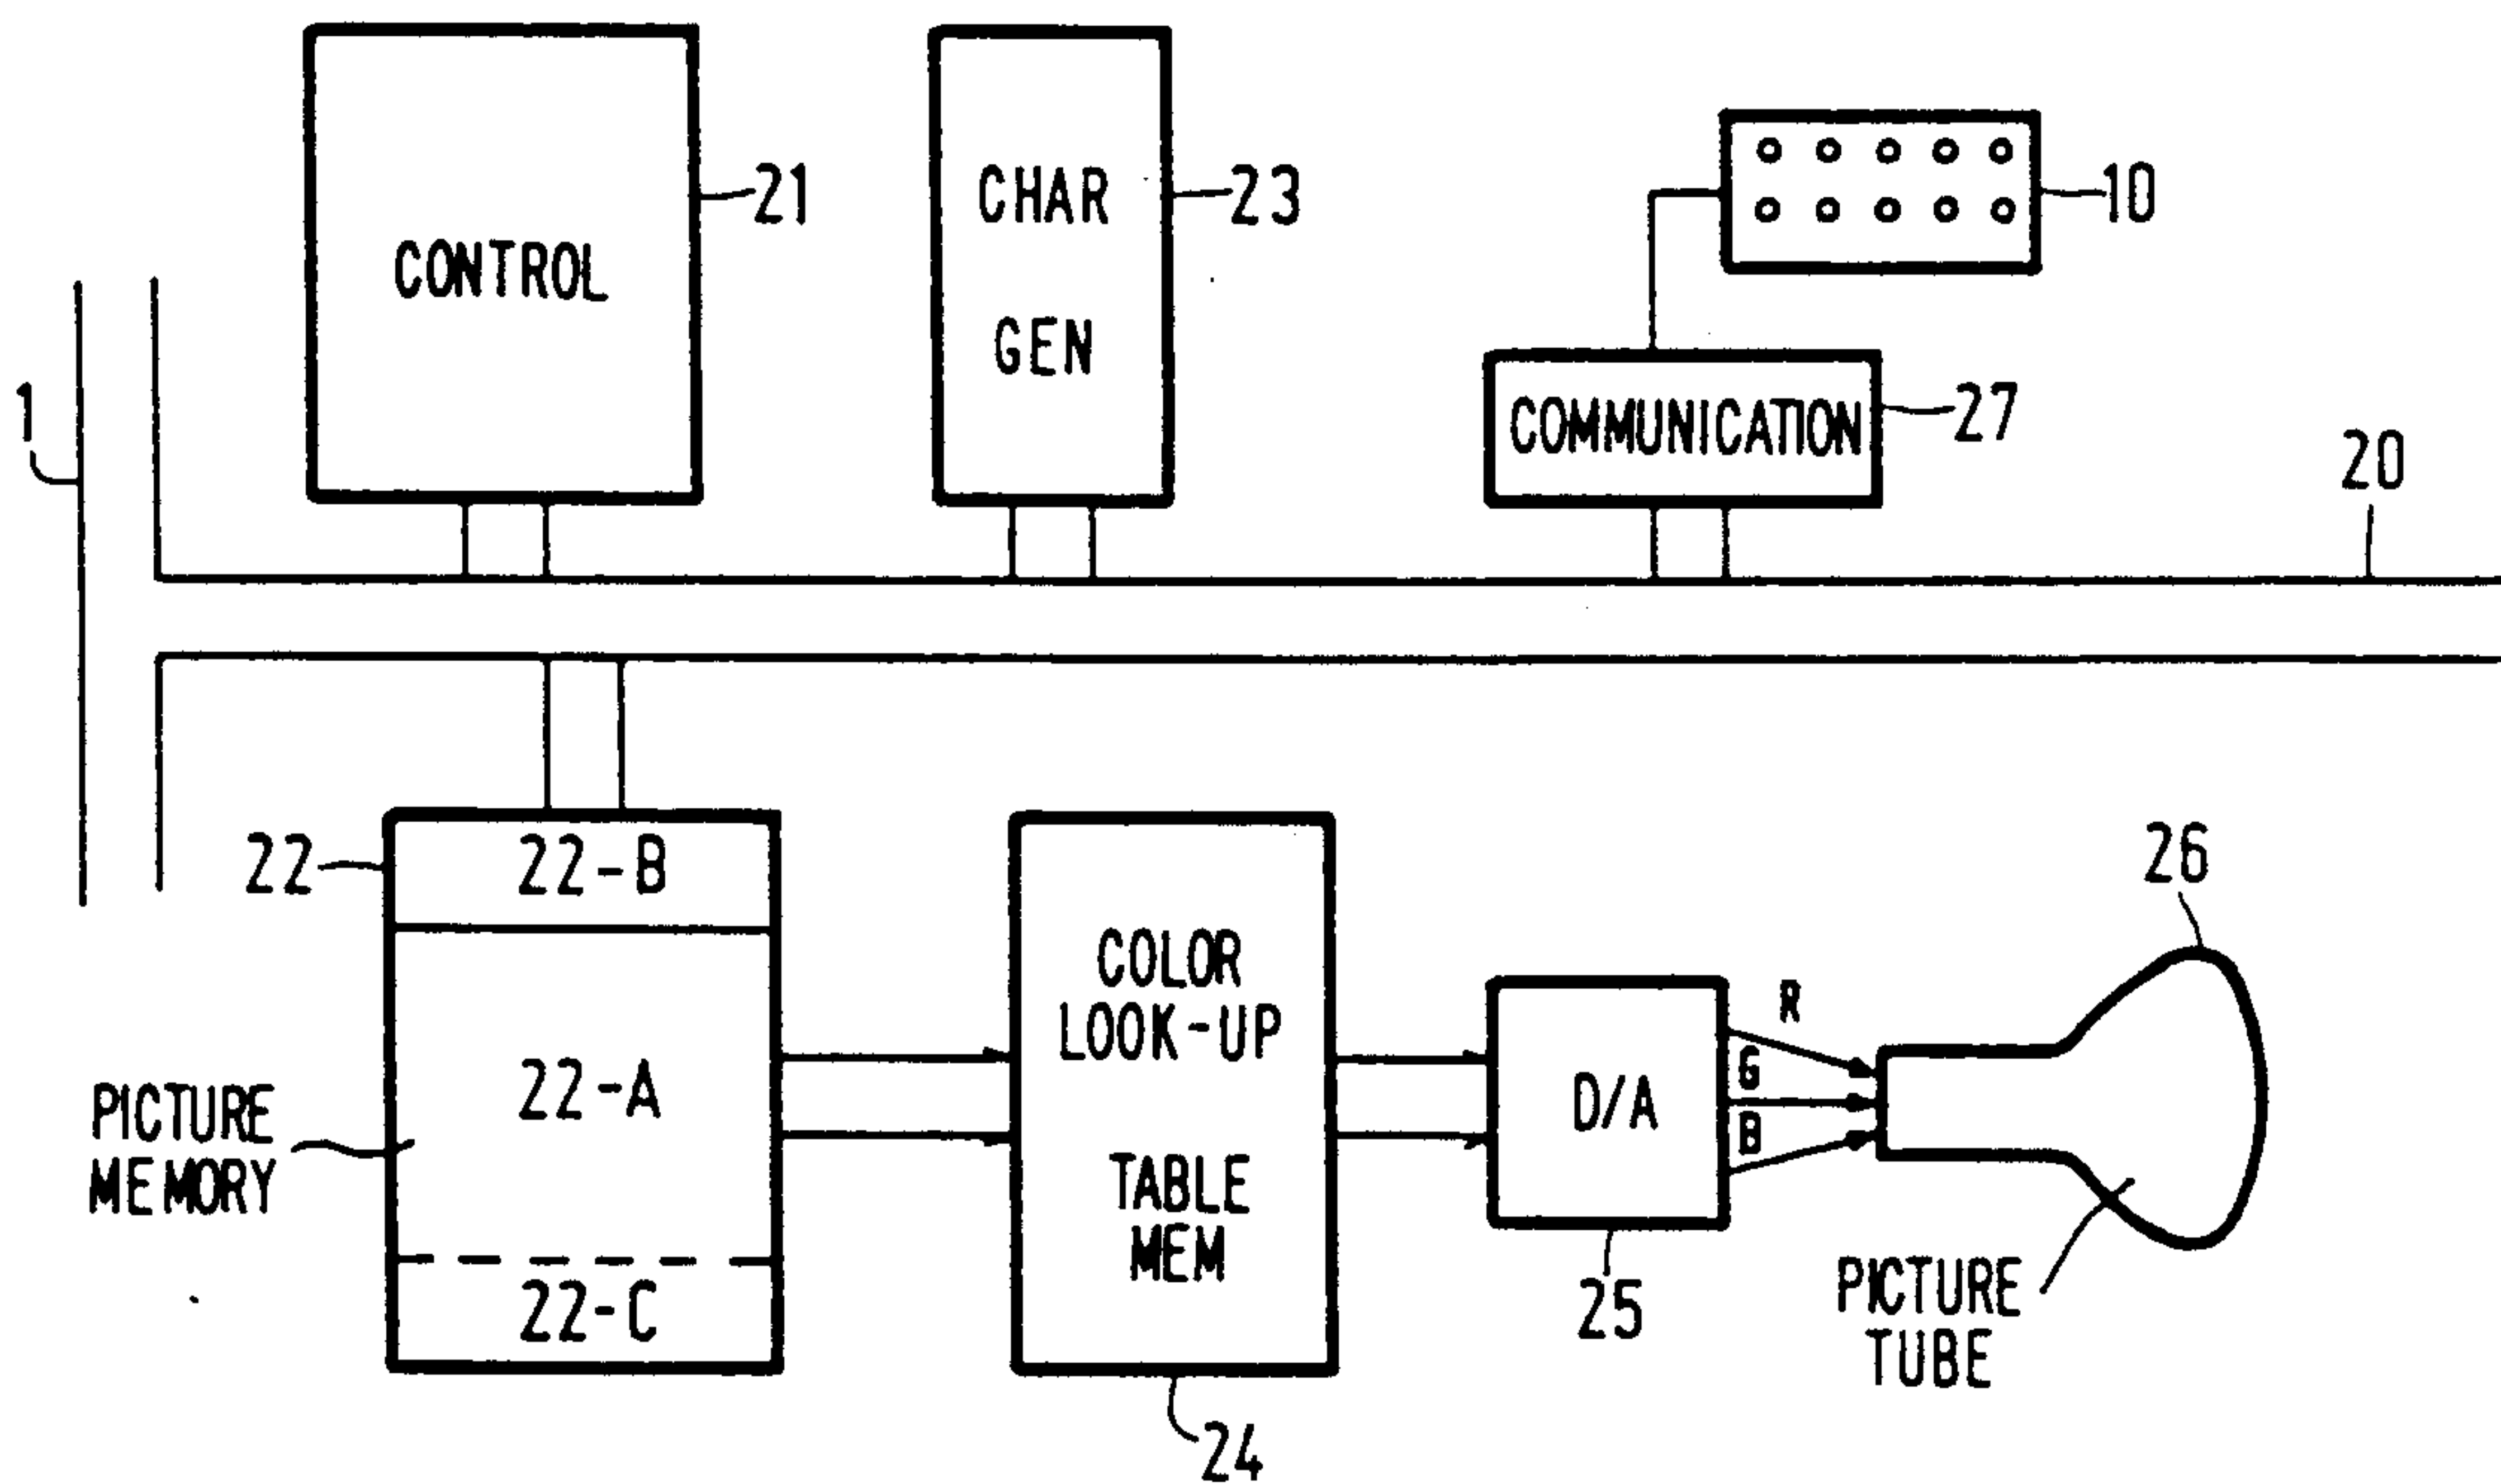 CONTROL
21
CHAR
GEN
23
10
COMMUNICATION
27
20
1
22
22-B
22-A
22-C
PICTURE
MEMORY
COLOR
LOOK-UP
TABLE
MEM
24
D/A
25
R
G
B
26
PICTURE
TUBE